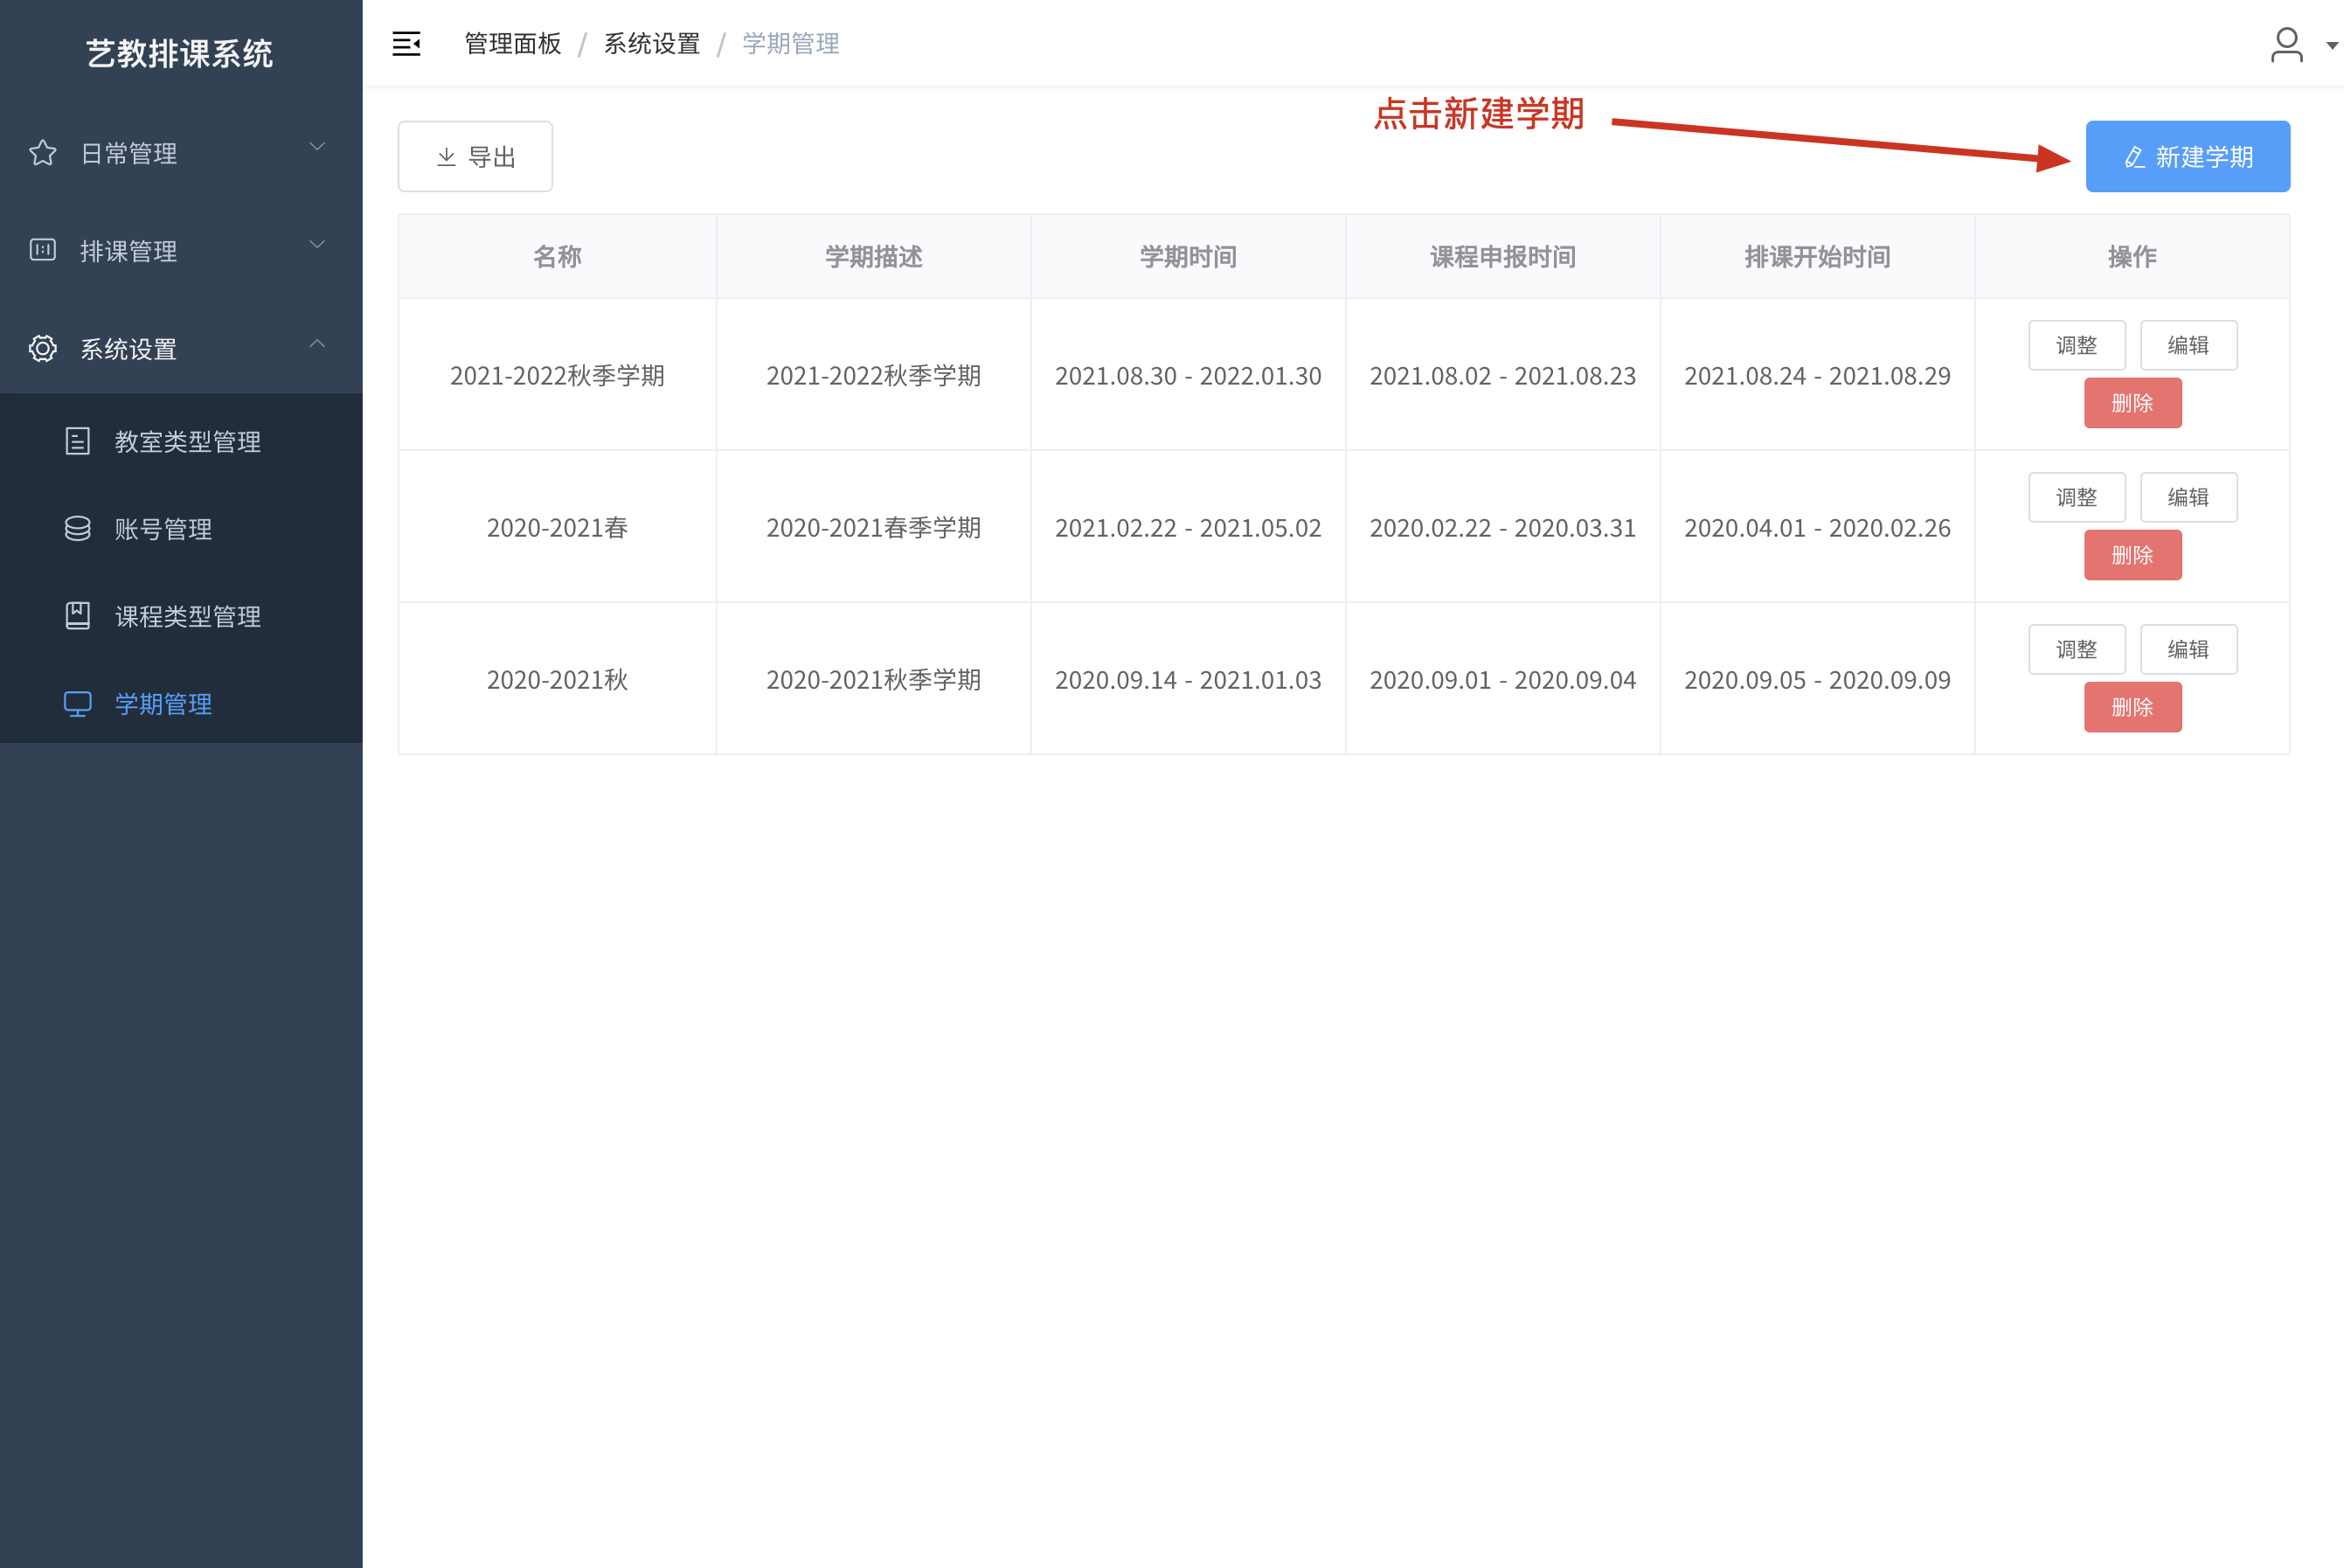 艺教排课系统
日常管理
排课管理
系统设置
教室类型管理
账号管理
课程类型管理
学期管理
管理面板 / 系统设置 / 学期管理
点击新建学期
导出
新建学期
名称 学期描述 学期时间 课程申报时间 排课开始时间 操作
2021-2022秋季学期 2021-2022秋季学期 2021.08.30 - 2022.01.30 2021.08.02 - 2021.08.23 2021.08.24 - 2021.08.29 调整 编辑
删除
2020-2021春 2020-2021春季学期 2021.02.22 - 2021.05.02 2020.02.22 - 2020.03.31 2020.04.01 - 2020.02.26 调整 编辑
删除
2020-2021秋 2020-2021秋季学期 2020.09.14 - 2021.01.03 2020.09.01 - 2020.09.04 2020.09.05 - 2020.09.09 调整 编辑
删除